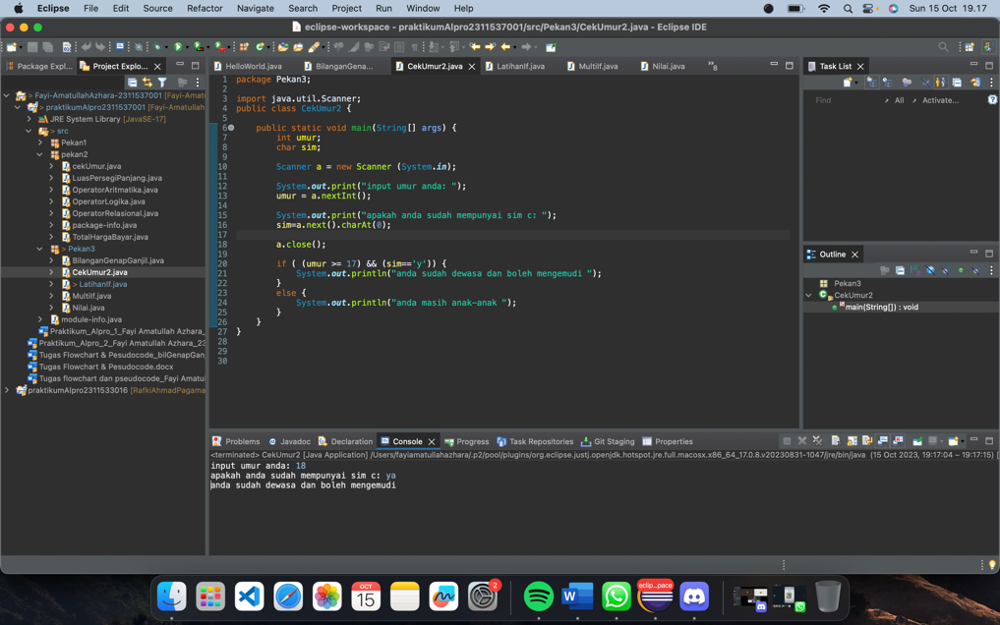 Eclipse File Edit Source Refactor Navigate Search Project Run Window Help Sun 15 Oct 19.17
eclipse-workspace - praktikumAlpro2311537001/src/Pekan3/CekUmur2.java - Eclipse IDE
Package Expl... Project Explo...
Fayi-AmatullahAzhara-2311537001 [Fayi-Amat
> praktikumAlpro2311537001 [Fayi-Amatullah
JRE System Library [JavaSE-17]
> src
Pekan1
pekan2
cekUmur.java
LuasPersegiPanjang.java
OperatorAritmatika.java
OperatorLogika.java
OperatorRelasional.java
package-info.java
TotalHargaBayar.java
> Pekan3
BilanganGenapGanjil.java
CekUmur2.java
> LatihanIf.java
MultiIf.java
Nilai.java
module-info.java
Praktikum_Alpro_1_Fayi Amatullah Azhara_
Praktikum_Alpro_2_Fayi Amatullah Azhara_23
Tugas Flowchart & Pesudocode_bilGenapGan
Tugas Flowchart & Pesudocode.docx
Tugas flowchart dan pseudocode_Fayi Amatu
praktikumAlpro2311533016 [RafkiAhmadPagama
HelloWorld.java BilanganGena... CekUmur2.java LatihanIf.java MultiIf.java Nilai.java »8
1 package Pekan3;
2
3 import java.util.Scanner;
4 public class CekUmur2 {
5
6 public static void main(String[] args) {
7 int umur;
8 char sim;
9
10 Scanner a = new Scanner (System.in);
11
12 System.out.print("input umur anda: ");
13 umur = a.nextInt();
14
15 System.out.print("apakah anda sudah mempunyai sim c: ");
16 sim=a.next().charAt(0);
17
18 a.close();
19
20 if ( (umur >= 17) && (sim=='y')) {
21 System.out.println("anda sudah dewasa dan boleh mengemudi ");
22 }
23 else {
24 System.out.println("anda masih anak-anak ");
25 }
26 }
27 }
28
29
30
Task List
Find All Activate...
Outline
Pekan3
CekUmur2
main(String[]) : void
Problems Javadoc Declaration Console Progress Task Repositories Git Staging Properties
<terminated> CekUmur2 [Java Application] /Users/fayiamatullahazhara/.p2/pool/plugins/org.eclipse.justj.openjdk.hotspot.jre.full.macosx.x86_64_17.0.8.v20230831-1047/jre/bin/java (15 Oct 2023, 19:17:04 – 19:17:15) [
input umur anda: 18
apakah anda sudah mempunyai sim c: ya
anda sudah dewasa dan boleh mengemudi
OCT
15
2
eclip...pace